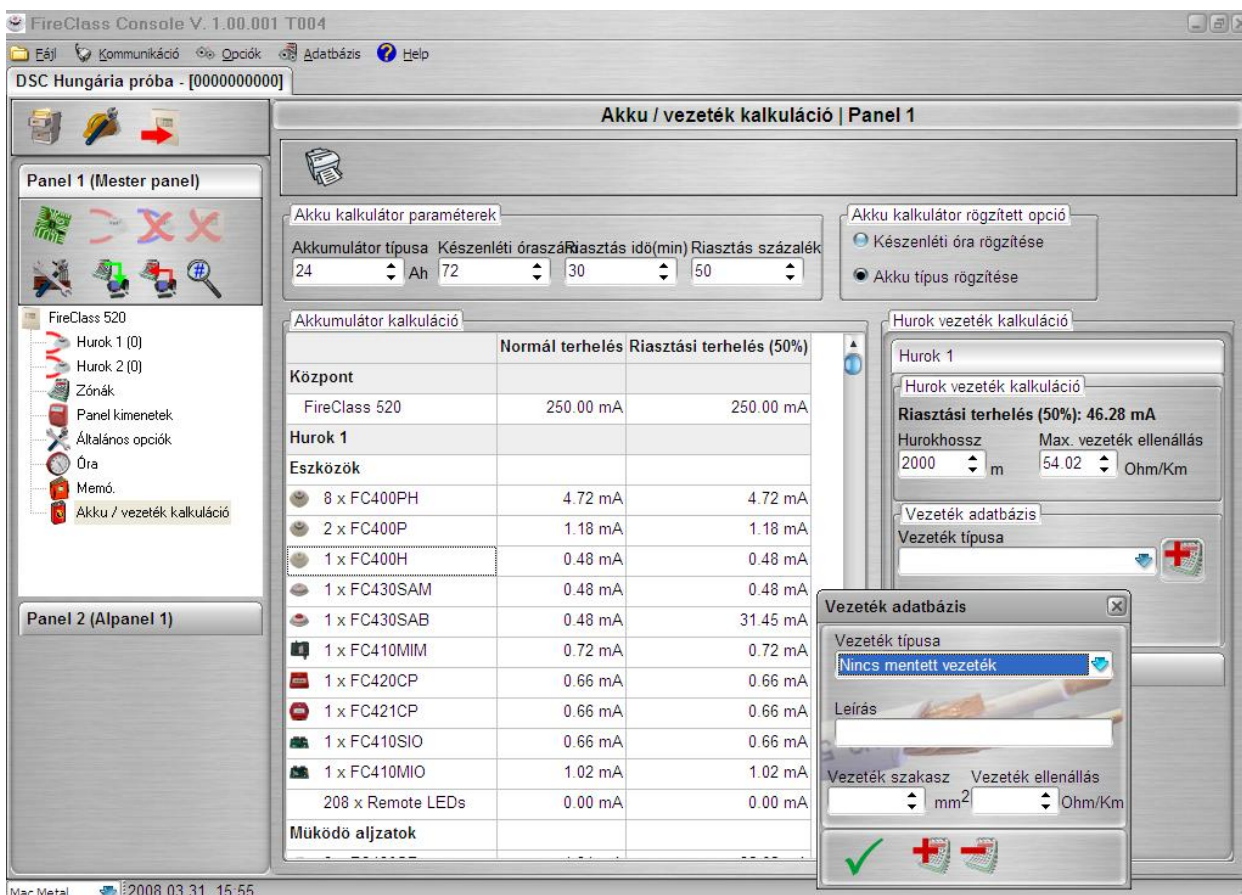 FireClass Console V. 1.00.001 T004
Fájl Kommunikáció Opciók Adatbázis Help
DSC Hungária próba - [0000000000]
Akku / vezeték kalkuláció | Panel 1
Panel 1 (Mester panel)
FireClass 520
Hurok 1 (0)
Hurok 2 (0)
Zónák
Panel kimenetek
Általános opciók
Óra
Memó.
Akku / vezeték kalkuláció
Panel 2 (Alpanel 1)
Akku kalkulátor paraméterek
Akkumulátor típusa Készenléti óraszám Riasztás idö(min) Riasztás százalék
24 Ah 72 30 50
Akku kalkulátor rögzített opció
Készenléti óra rögzítése
Akku típus rögzítése
Akkumulátor kalkuláció
Normál terhelés Riasztási terhelés (50%)
Központ
FireClass 520 250.00 mA 250.00 mA
Hurok 1
Eszközök
8 x FC400PH 4.72 mA 4.72 mA
2 x FC400P 1.18 mA 1.18 mA
1 x FC400H 0.48 mA 0.48 mA
1 x FC430SAM 0.48 mA 0.48 mA
1 x FC430SAB 0.48 mA 31.45 mA
1 x FC410MIM 0.72 mA 0.72 mA
1 x FC420CP 0.66 mA 0.66 mA
1 x FC421CP 0.66 mA 0.66 mA
1 x FC410SIO 0.66 mA 0.66 mA
1 x FC410MIO 1.02 mA 1.02 mA
208 x Remote LEDs 0.00 mA 0.00 mA
Müködö aljzatok
Hurok vezeték kalkuláció
Hurok 1
Hurok vezeték kalkuláció
Riasztási terhelés (50%): 46.28 mA
Hurokhossz Max. vezeték ellenállás
2000 m 54.02 Ohm/Km
Vezeték adatbázis
Vezeték típusa
Vezeték adatbázis
Vezeték típusa
Nincs mentett vezeték
Leírás
Vezeték szakasz Vezeték ellenállás
mm2 Ohm/Km
Mac Metal 2008.03.31. 15:55